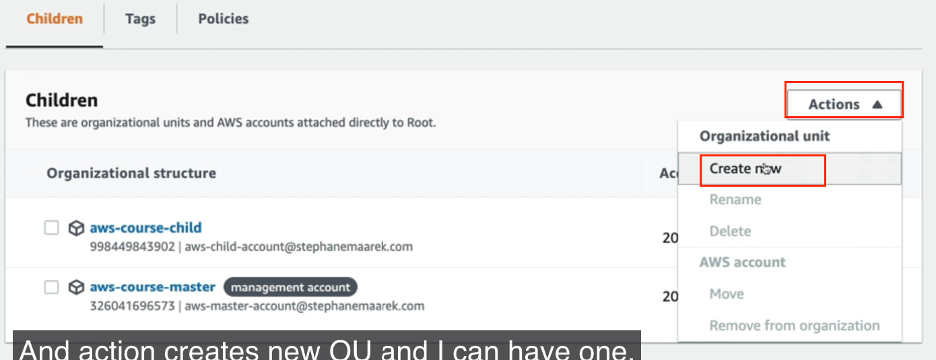 Children Tags Policies
Children
Actions ▲
These are organizational units and AWS accounts attached directly to Root.
Organizational unit
Organizational structure
Acc
Create now
Rename
Delete
aws-course-child
998449843902 | aws-child-account@stephanemaarek.com
20
AWS account
aws-course-master management account
326041696573 | aws-master-account@stephanemaarek.com
20
Move
Remove from organization
And action creates new OU and I can have one,